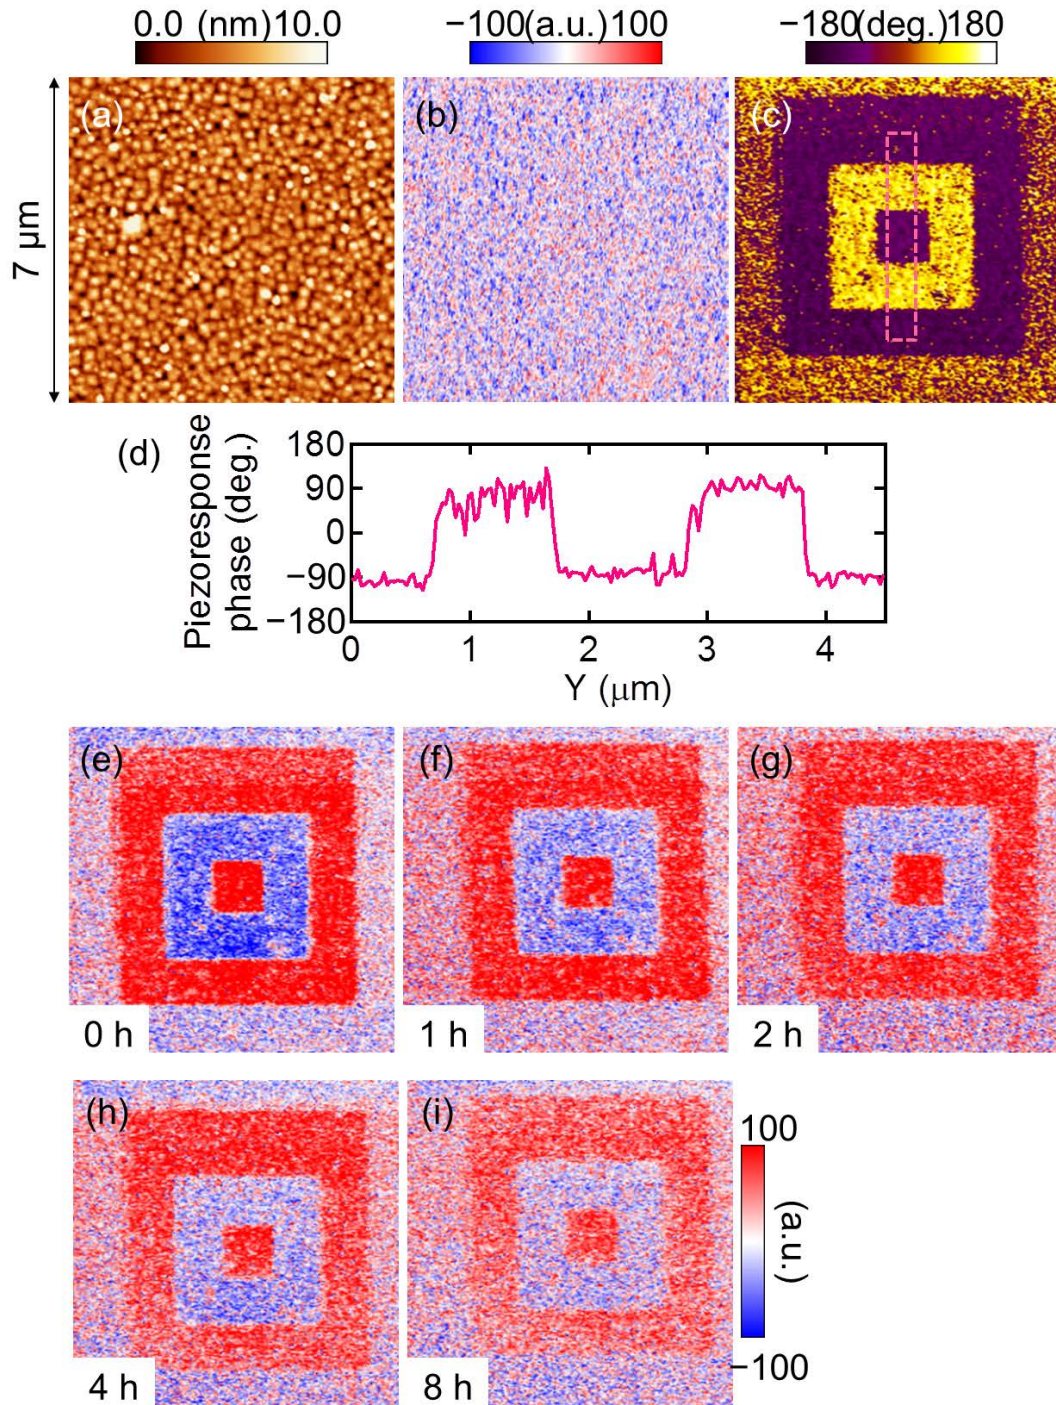 0.0 (nm)10.0
−100(a.u.)100
−180(deg.)180
7 μm
(a)
(b)
(c)
(d)
Piezoresponse
phase (deg.)
180
90
0
−90
−180
0 1 2 3 4
Y (μm)
(e)
(f)
(g)
0 h
1 h
2 h
(h)
(i)
100
(a.u.)
−100
4 h
8 h